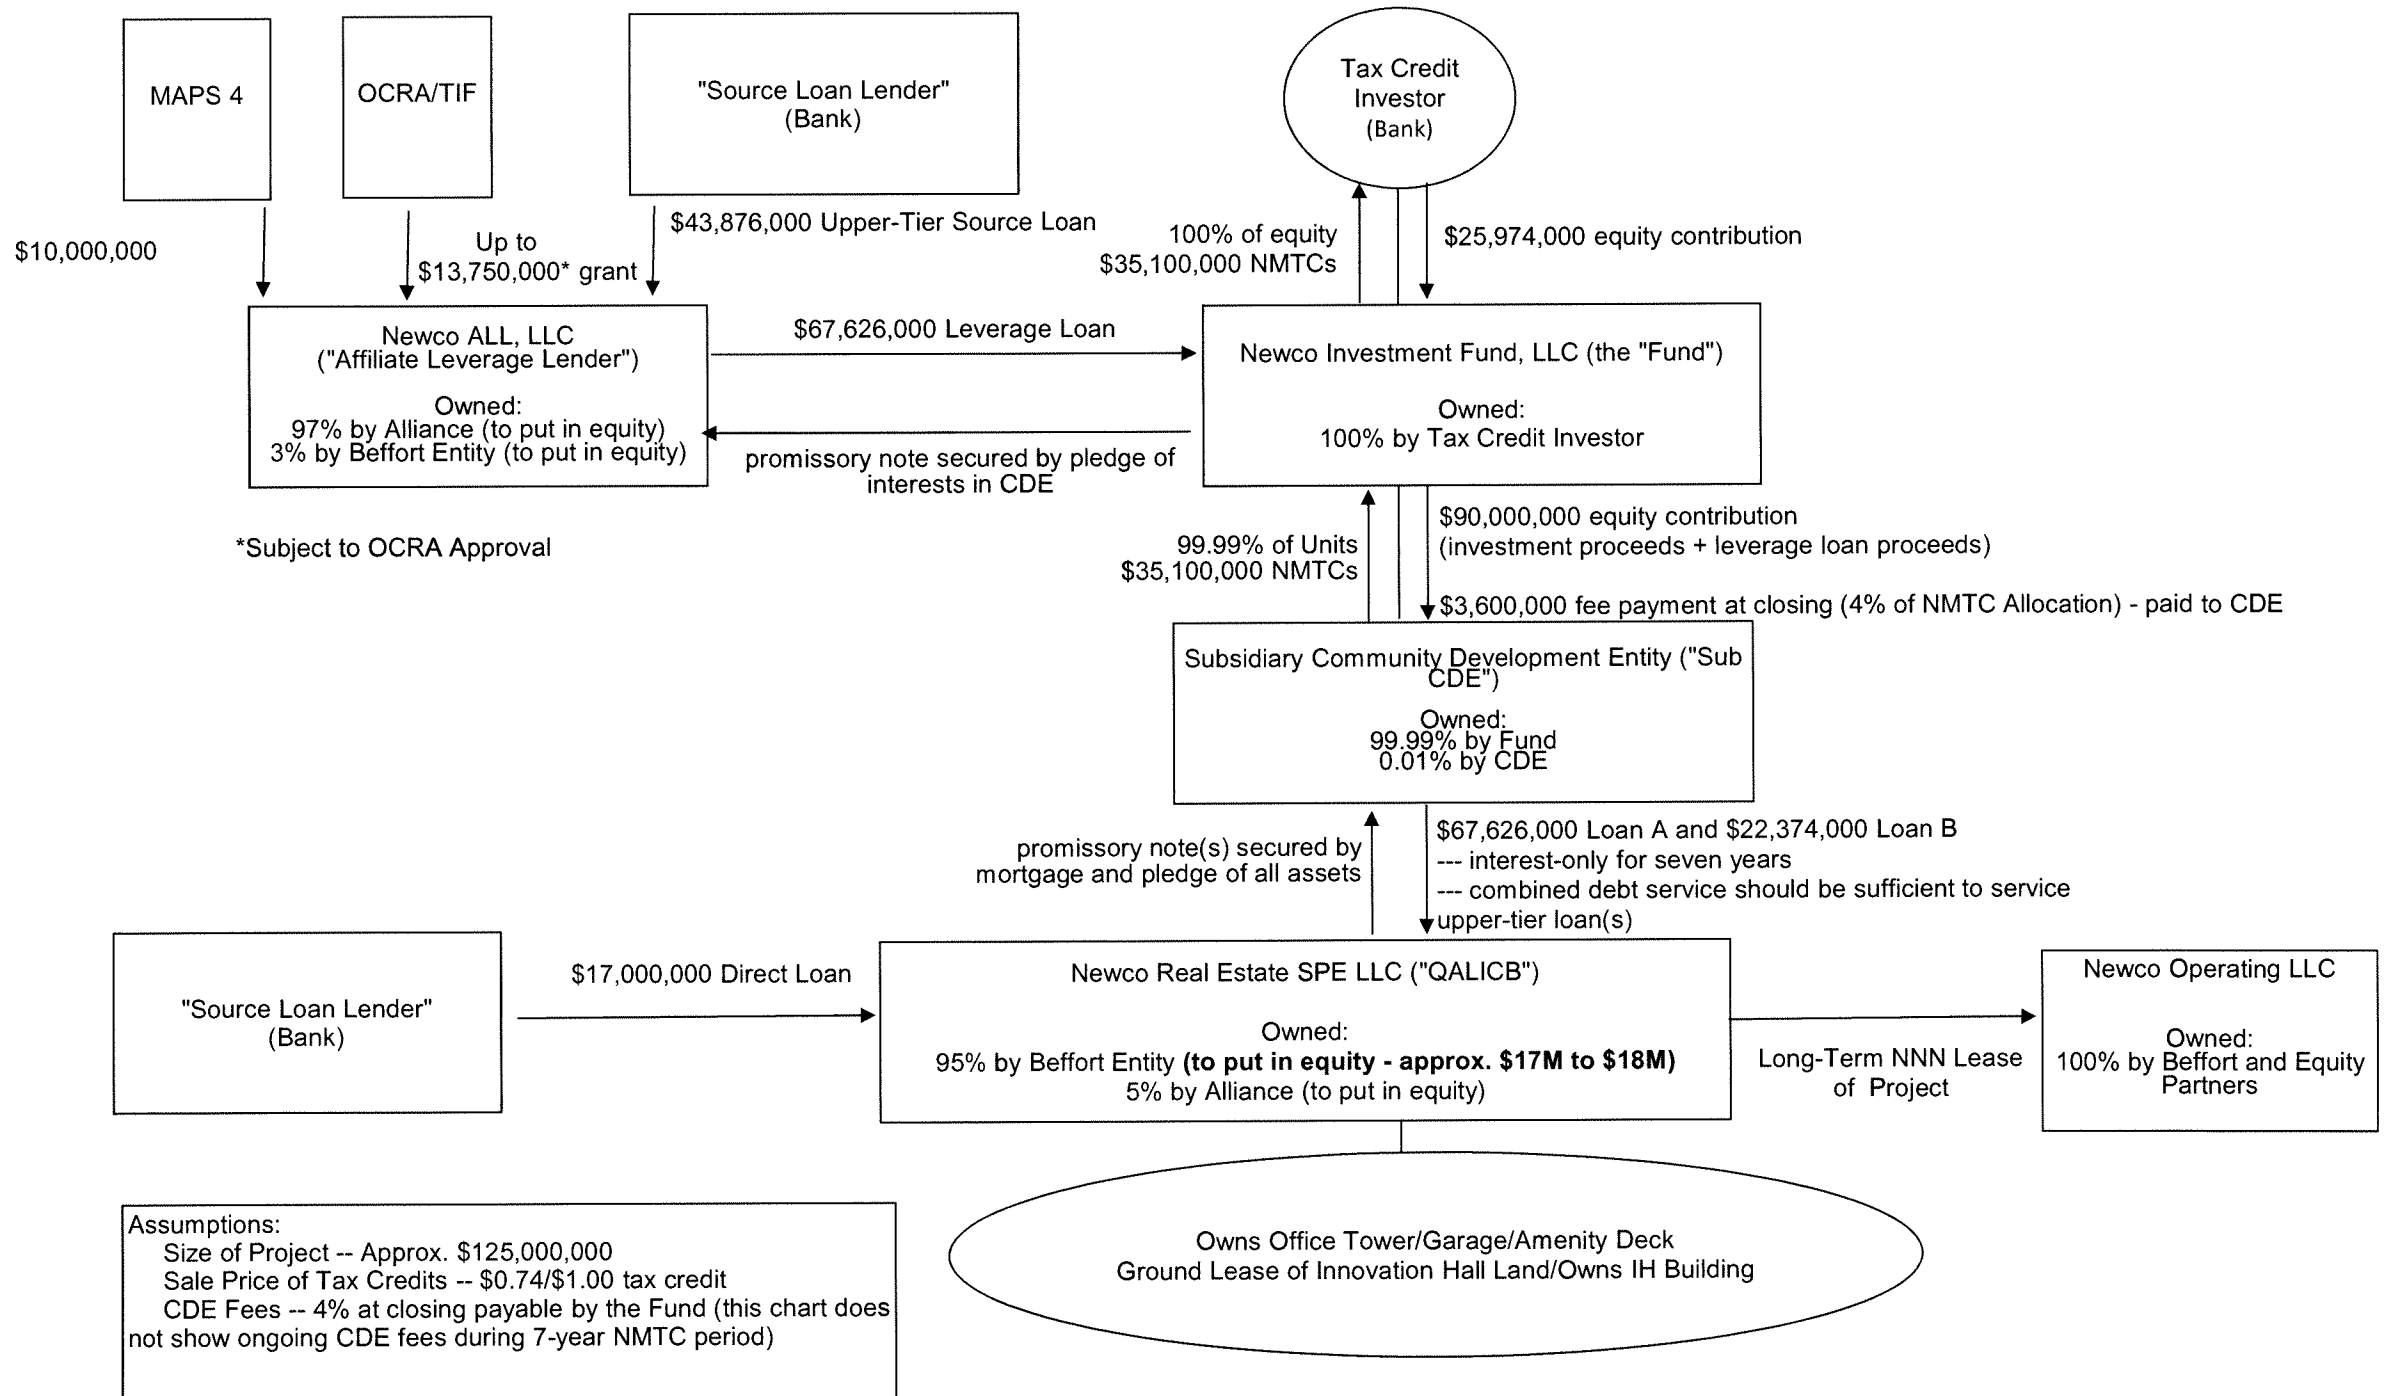 MAPS 4
OCRA/TIF
"Source Loan Lender"
(Bank)
Tax Credit
Investor
(Bank)
$10,000,000
Up to
$13,750,000* grant
$43,876,000 Upper-Tier Source Loan
100% of equity
$35,100,000 NMTCs
$25,974,000 equity contribution
Newco ALL, LLC
("Affiliate Leverage Lender")
Owned:
97% by Alliance (to put in equity)
3% by Beffort Entity (to put in equity)
$67,626,000 Leverage Loan
promissory note secured by pledge of
interests in CDE
Newco Investment Fund, LLC (the "Fund")
Owned:
100% by Tax Credit Investor
*Subject to OCRA Approval
99.99% of Units
$35,100,000 NMTCs
$90,000,000 equity contribution
(investment proceeds + leverage loan proceeds)
$3,600,000 fee payment at closing (4% of NMTC Allocation) - paid to CDE
Subsidiary Community Development Entity ("Sub
CDE")
Owned:
99.99% by Fund
0.01% by CDE
promissory note(s) secured by
mortgage and pledge of all assets
$67,626,000 Loan A and $22,374,000 Loan B
--- interest-only for seven years
--- combined debt service should be sufficient to service
upper-tier loan(s)
"Source Loan Lender"
(Bank)
$17,000,000 Direct Loan
Newco Real Estate SPE LLC ("QALICB")
Owned:
95% by Beffort Entity (to put in equity - approx. $17M to $18M)
5% by Alliance (to put in equity)
Long-Term NNN Lease
of Project
Newco Operating LLC
Owned:
100% by Beffort and Equity
Partners
Owns Office Tower/Garage/Amenity Deck
Ground Lease of Innovation Hall Land/Owns IH Building
Assumptions:
Size of Project -- Approx. $125,000,000
Sale Price of Tax Credits -- $0.74/$1.00 tax credit
CDE Fees -- 4% at closing payable by the Fund (this chart does
not show ongoing CDE fees during 7-year NMTC period)